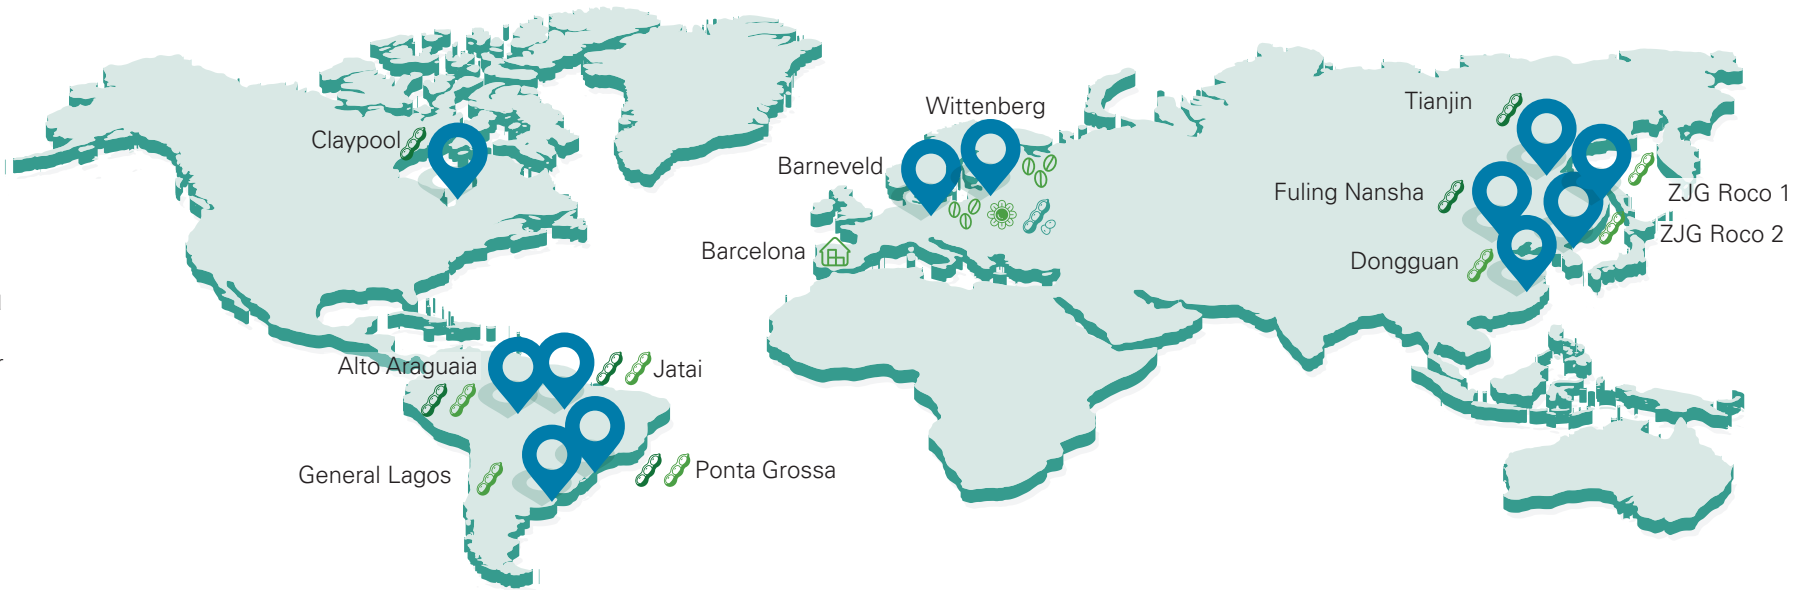 Wittenberg
Tianjin
Claypool
Barneveld
Fuling Nansha
ZJG Roco 1
ZJG Roco 2
Barcelona
Dongguan
Alto Araguaia
Jatai
General Lagos
Ponta Grossa